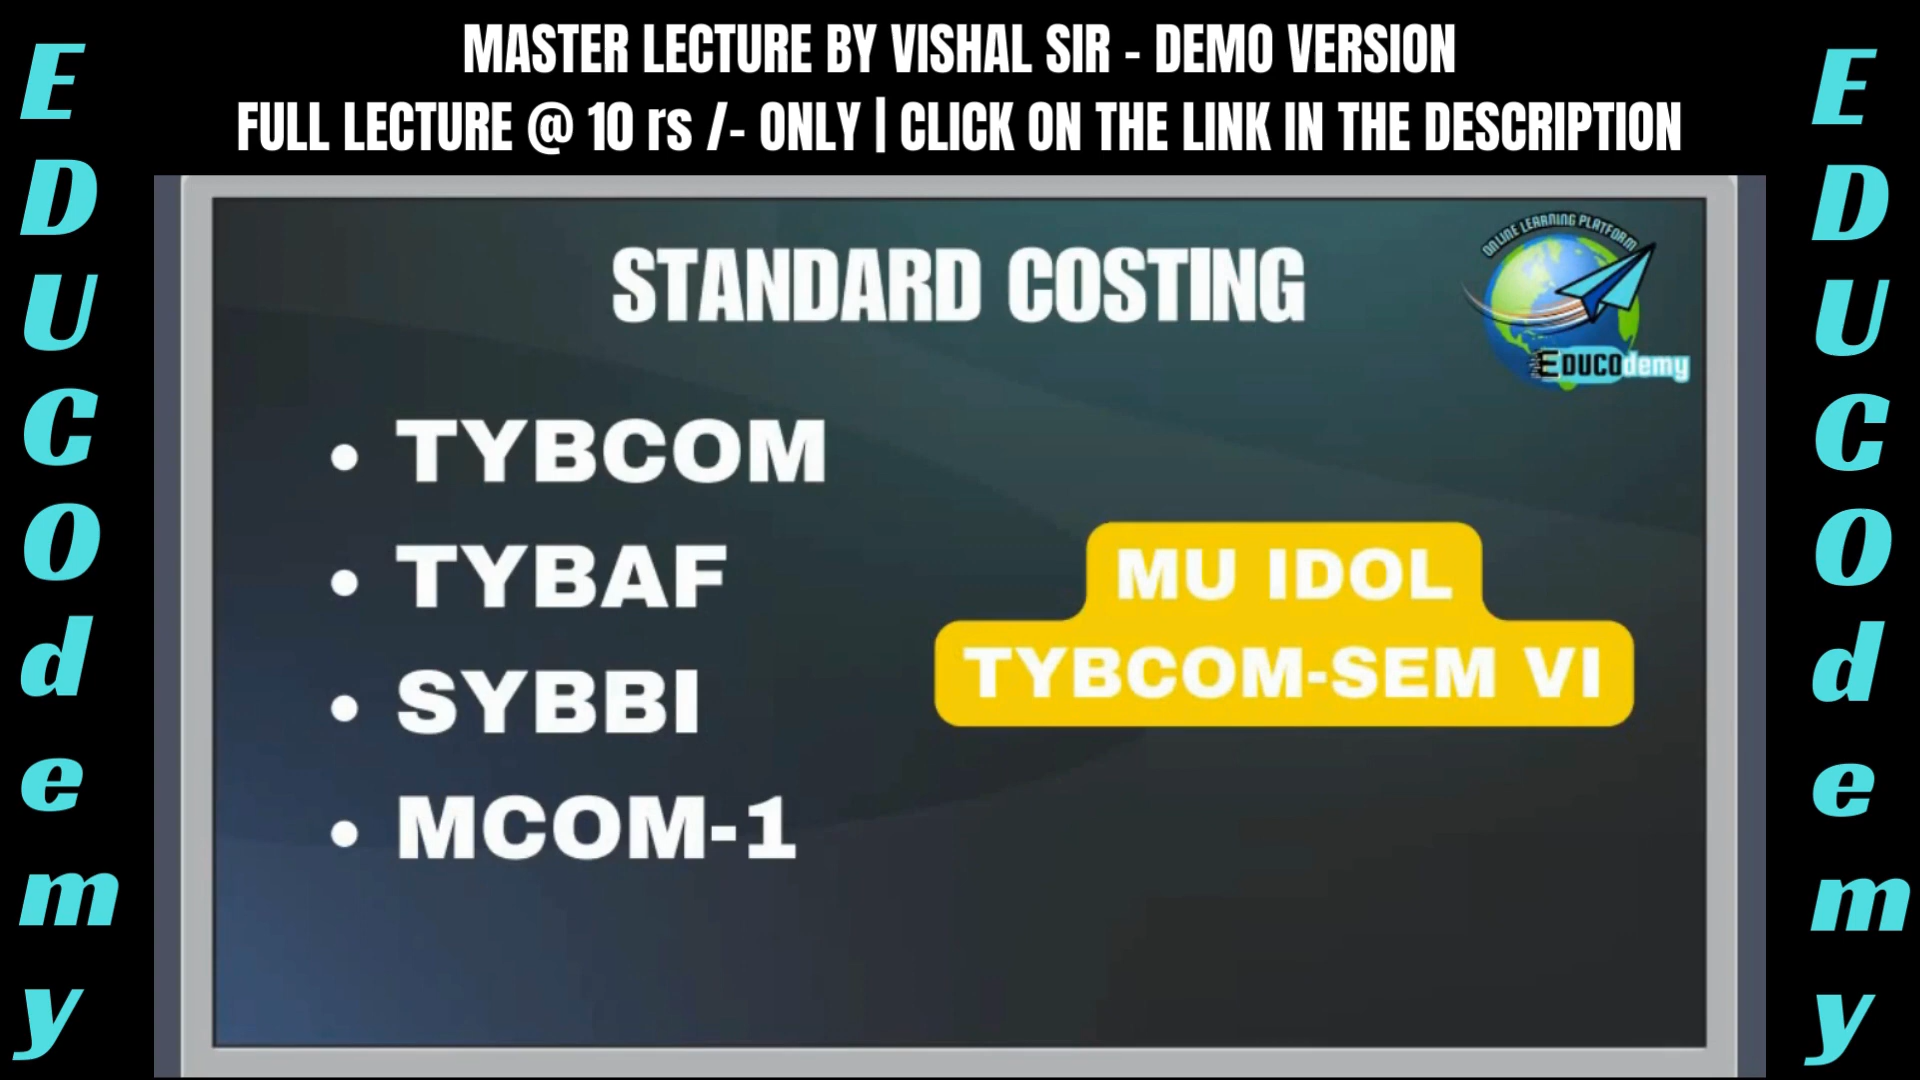 MASTER LECTURE BY VISHAL SIR - DEMO VERSION
FULL LECTURE @ 10 rs /- ONLY | CLICK ON THE LINK IN THE DESCRIPTION
EDUCOdemy
STANDARD COSTING
ONLINE LEARNING PLATFORM
EDUCOdemy
• TYBCOM
• TYBAF
• SYBBI
• MCOM-1
MU IDOL
TYBCOM-SEM VI
EDUCOdemy